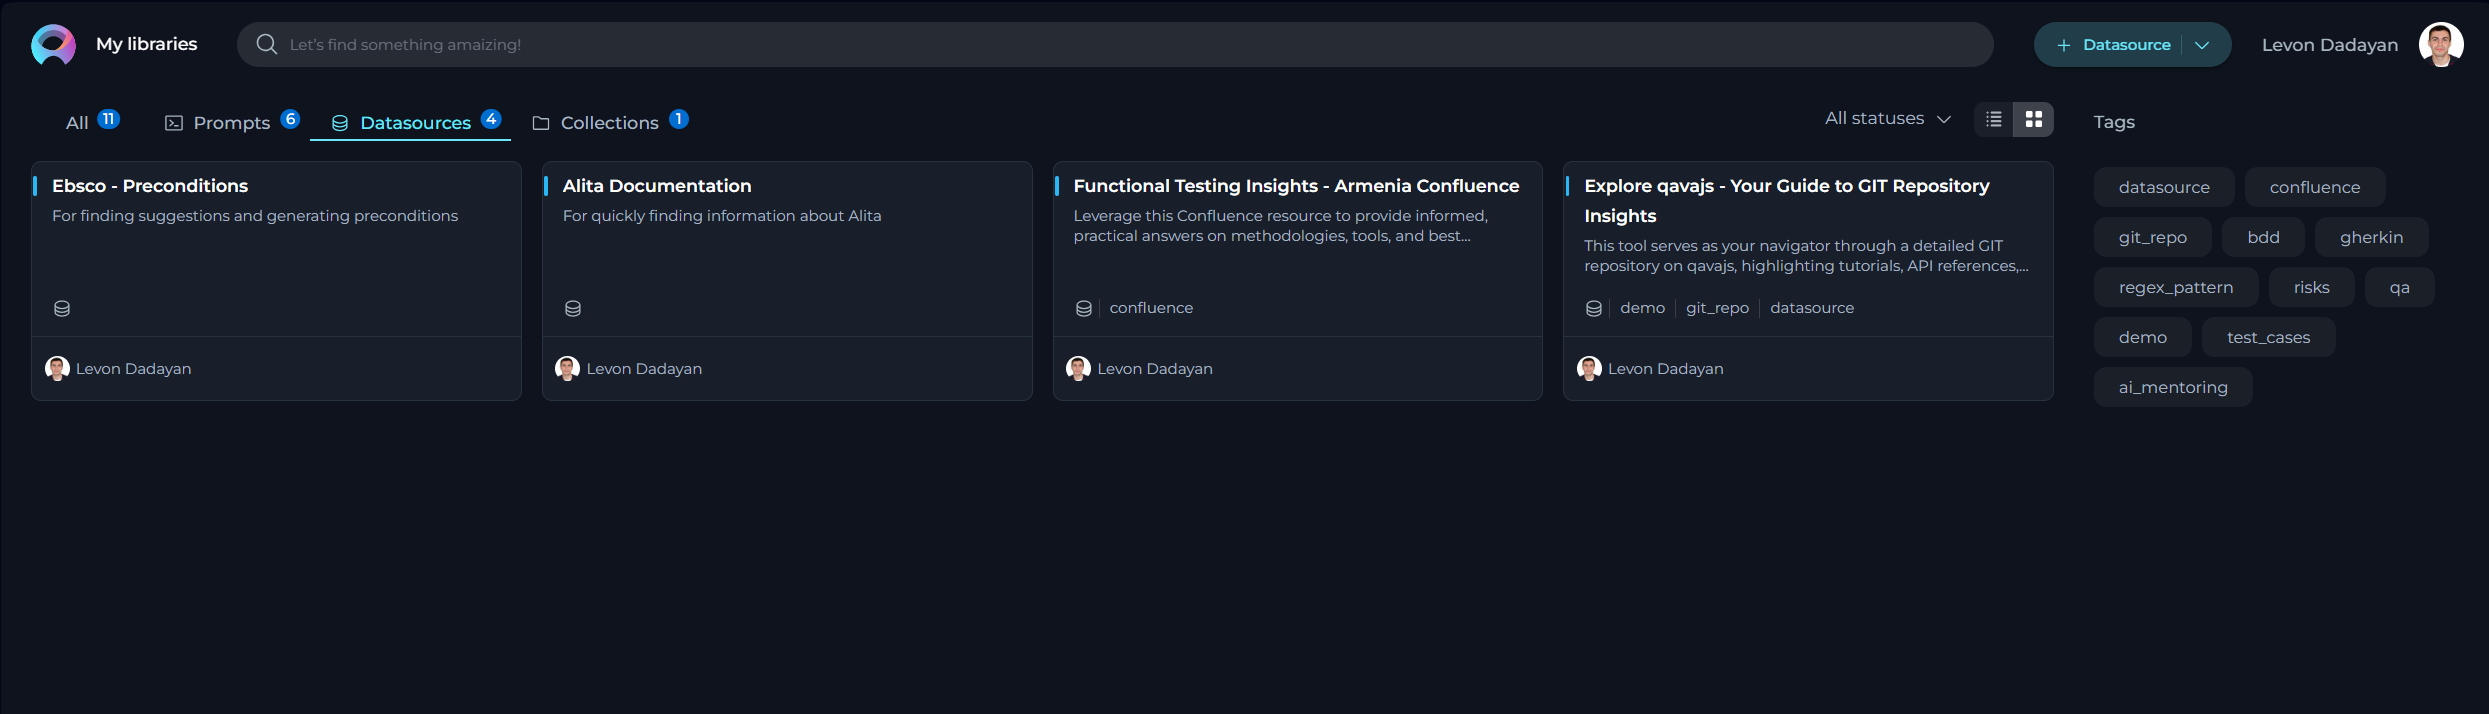 My libraries
Let's find something amaizing!
Datasource
Levon Dadayan
All 11
Prompts 6
Datasources 4
Collections 1
All statuses
Tags
Ebsco - Preconditions
For finding suggestions and generating preconditions
Levon Dadayan
Alita Documentation
For quickly finding information about Alita
Levon Dadayan
Functional Testing Insights - Armenia Confluence
Leverage this Confluence resource to provide informed,
practical answers on methodologies, tools, and best...
confluence
Levon Dadayan
Explore qavajs - Your Guide to GIT Repository
Insights
This tool serves as your navigator through a detailed GIT
repository on qavajs, highlighting tutorials, API references,...
demo git_repo datasource
Levon Dadayan
datasource confluence
git_repo bdd gherkin
regex_pattern risks qa
demo test_cases
ai_mentoring